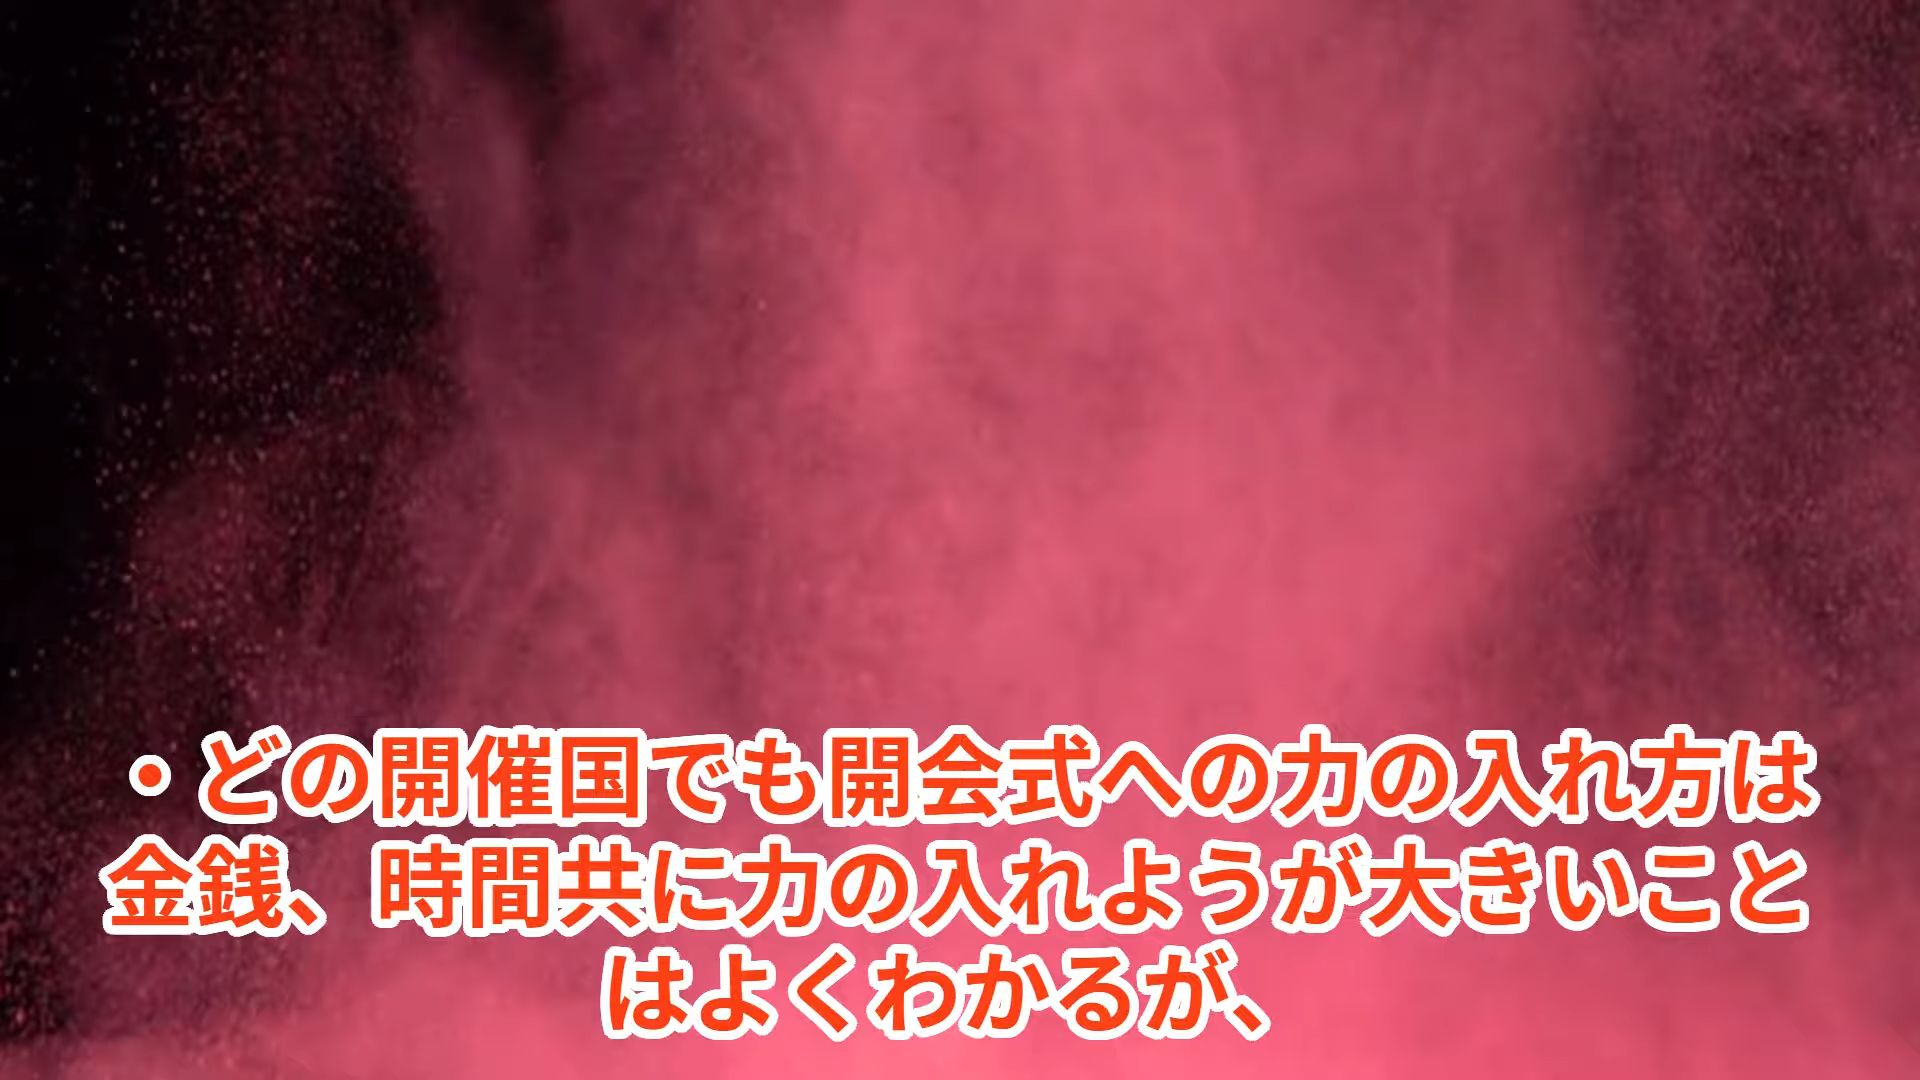 ・どの開催国でも開会式への力の入れ方は
金銭、時間共に力の入れようが大きいこと
はよくわかるが、